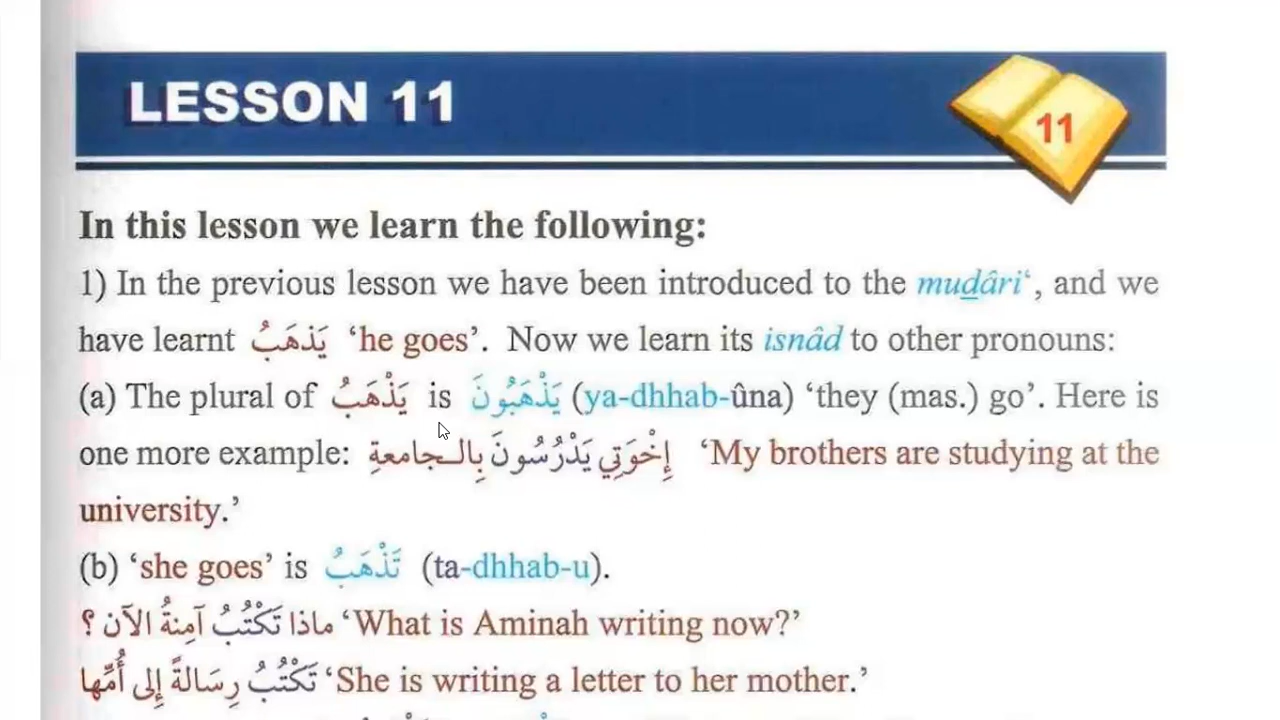 LESSON 11
11
In this lesson we learn the following:
1) In the previous lesson we have been introduced to the muḏâri‘, and we
have learnt يَذهَبُ ‘he goes’. Now we learn its isnâd to other pronouns:
(a) The plural of يَذْهَبُ is يَذْهَبُونَ (ya-dhhab-ûna) ‘they (mas.) go’. Here is
one more example: إِخْوَتِي يَدْرُسُونَ بِالـجامعةِ ‘My brothers are studying at the
university.’
(b) ‘she goes’ is تَذْهَبُ (ta-dhhab-u).
ماذا تَكْتُبُ آمِنةُ الآن ؟ ‘What is Aminah writing now?’
تَكْتُبُ رِسَالةً إِلى أُمِّها ‘She is writing a letter to her mother.’